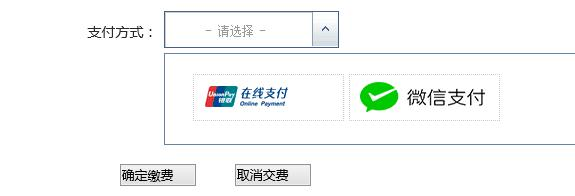 支付方式：
- 请选择 -
UnionPay 银联 在线支付 Online Payment
微信支付
确定缴费
取消交费